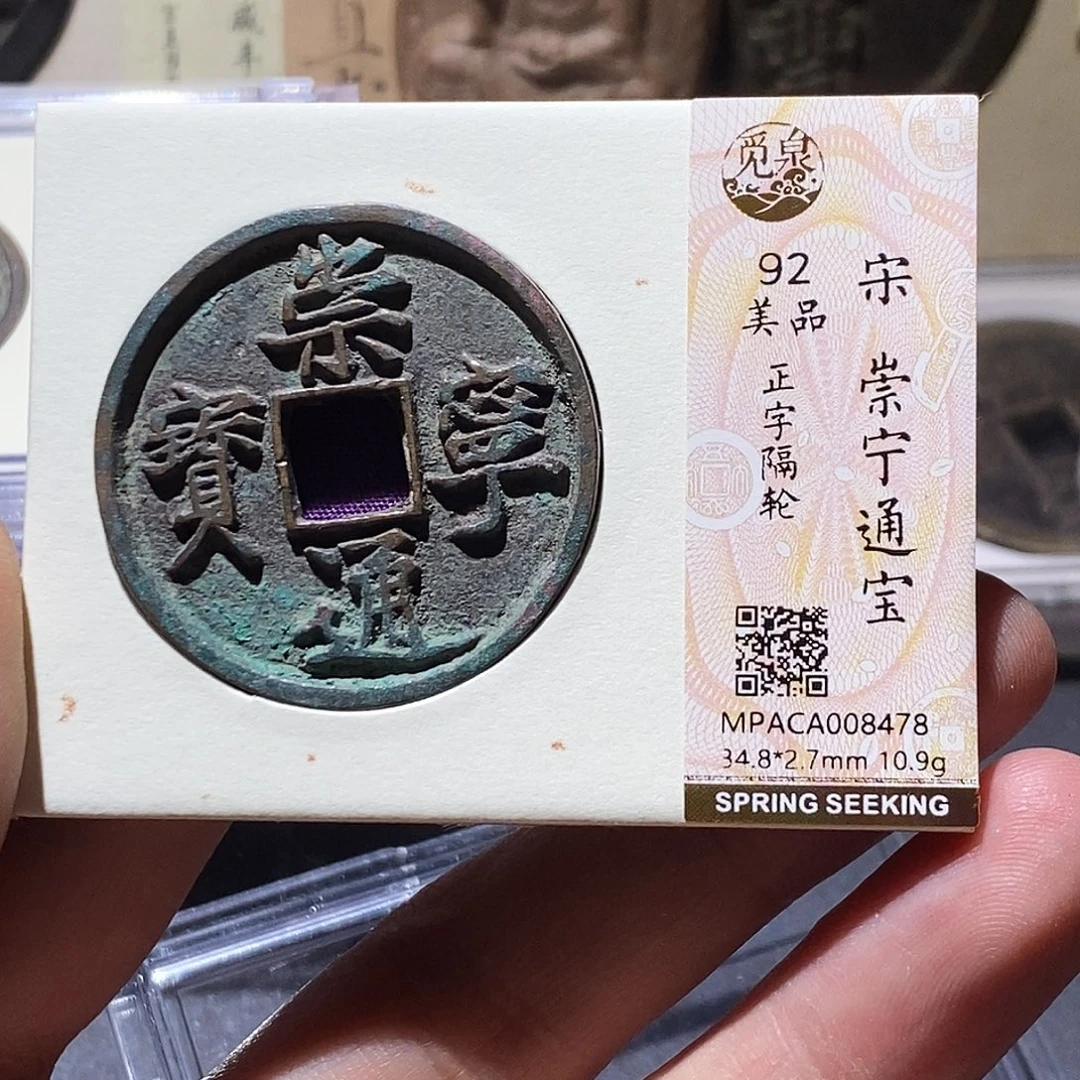 崇
寧
通
寶
觅泉
宋 崇宁通宝
92
美品
正字隔轮
MPACA008478
34.8*2.7mm 10.9g
SPRING SEEKING